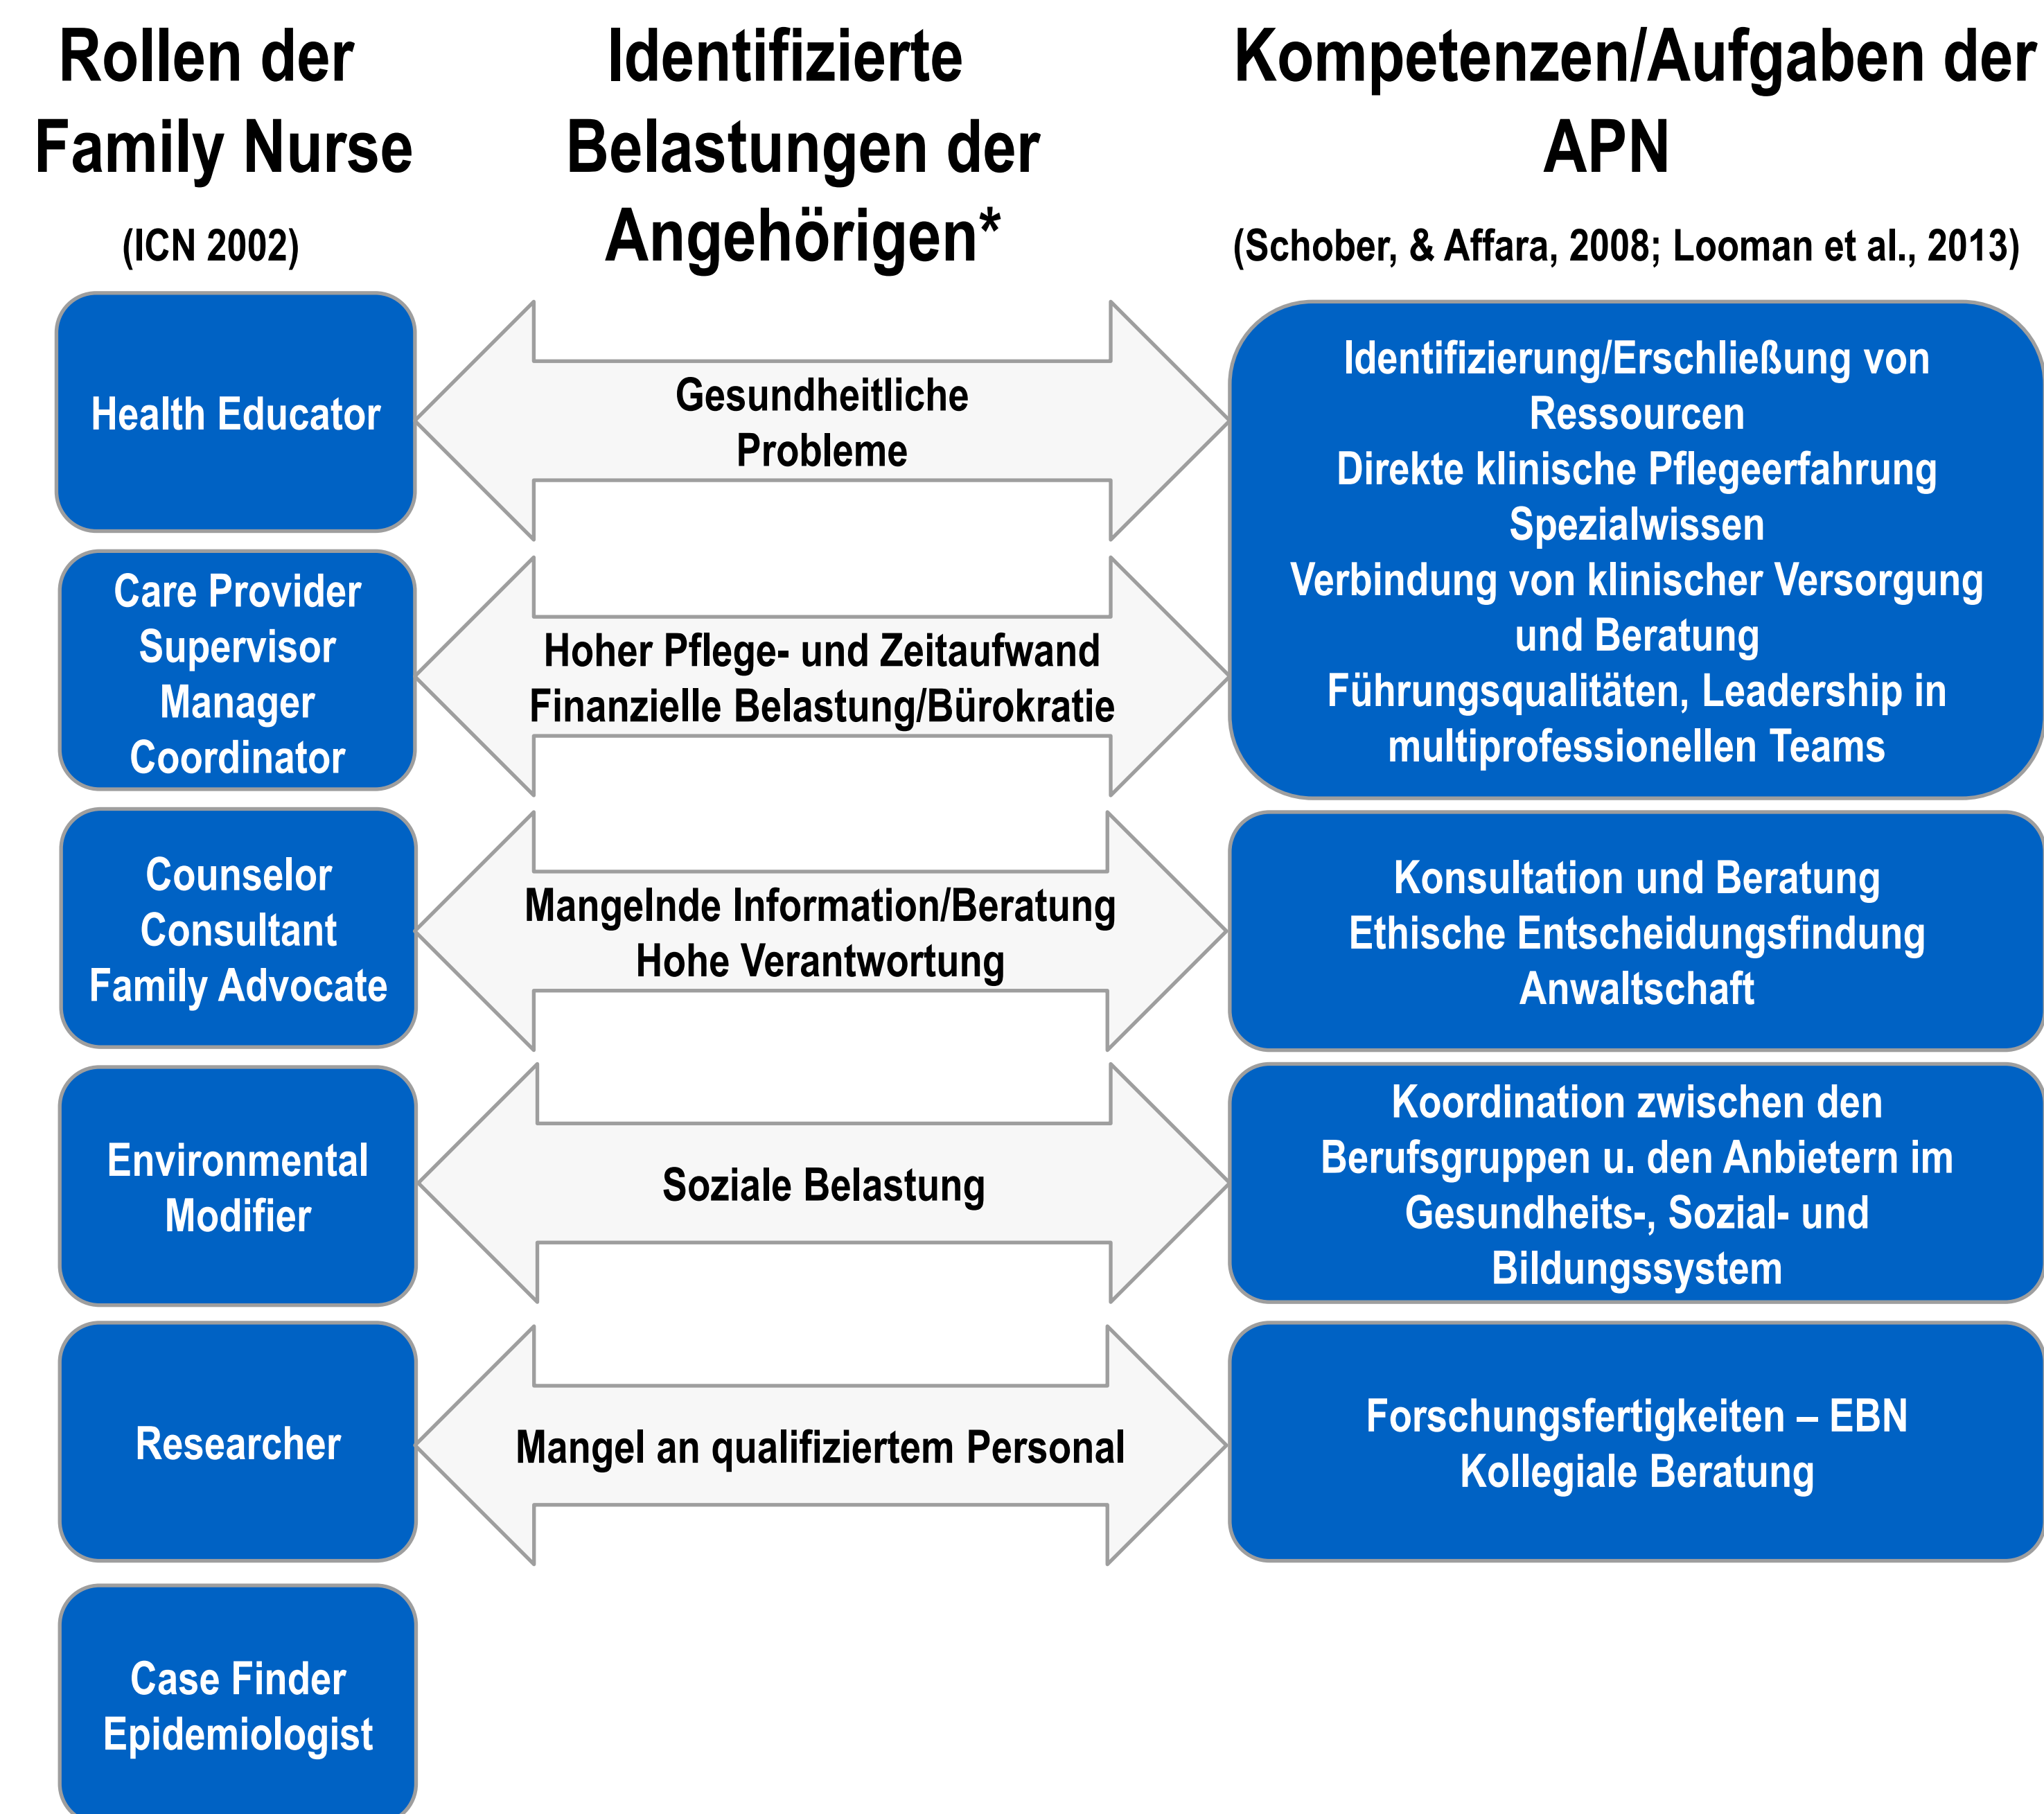 Rollen der
Family Nurse
(ICN 2002)
Identifizierte
Belastungen der
Angehörigen*
Kompetenzen/Aufgaben der
APN
(Schober, & Affara, 2008; Looman et al., 2013)
Health Educator
Gesundheitliche
Probleme
Identifizierung/Erschließung von
Ressourcen
Direkte klinische Pflegeerfahrung
Spezialwissen
Verbindung von klinischer Versorgung
und Beratung
Führungsqualitäten, Leadership in
multiprofessionellen Teams
Care Provider
Supervisor
Manager
Coordinator
Hoher Pflege- und Zeitaufwand
Finanzielle Belastung/Bürokratie
Counselor
Consultant
Family Advocate
Mangelnde Information/Beratung
Hohe Verantwortung
Konsultation und Beratung
Ethische Entscheidungsfindung
Anwaltschaft
Environmental
Modifier
Soziale Belastung
Koordination zwischen den
Berufsgruppen u. den Anbietern im
Gesundheits-, Sozial- und
Bildungssystem
Researcher
Mangel an qualifiziertem Personal
Forschungsfertigkeiten – EBN
Kollegiale Beratung
Case Finder
Epidemiologist